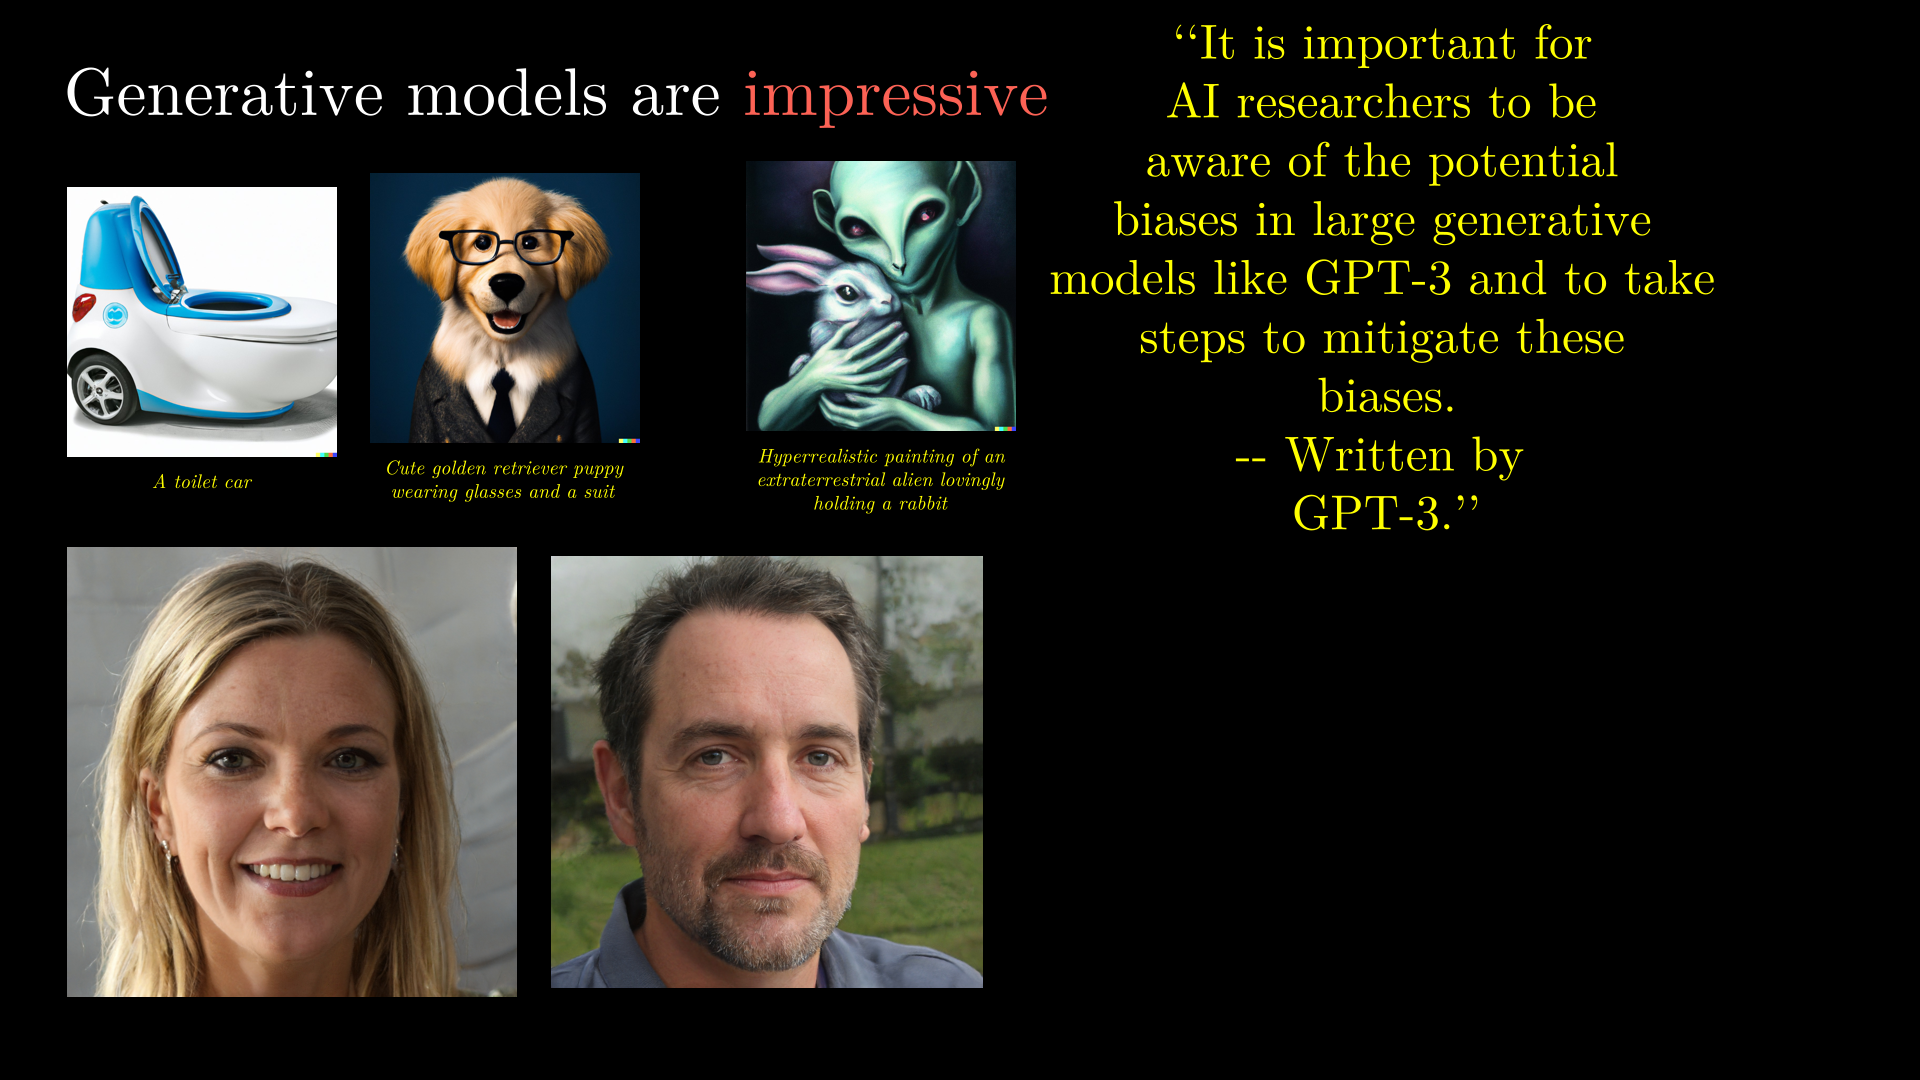 Generative models are impressive
A toilet car
Cute golden retriever puppy
wearing glasses and a suit
Hyperrealistic painting of an
extraterrestrial alien lovingly
holding a rabbit
“It is important for
AI researchers to be
aware of the potential
biases in large generative
models like GPT-3 and to take
steps to mitigate these
biases.
-- Written by
GPT-3.”